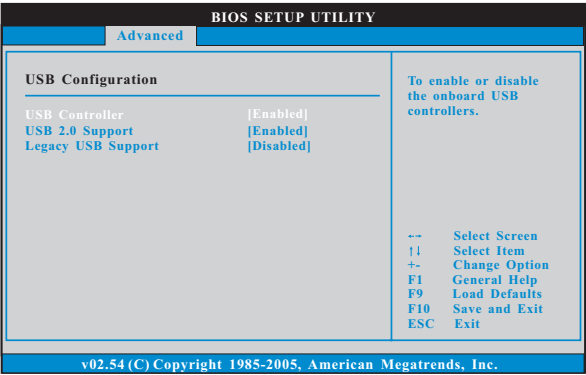 BIOS SETUP UTILITY
Advanced
USB Configuration
USB Controller [Enabled]
USB 2.0 Support [Enabled]
Legacy USB Support [Disabled]
To enable or disable
the onboard USB
controllers.
←→ Select Screen
↑↓ Select Item
+- Change Option
F1 General Help
F9 Load Defaults
F10 Save and Exit
ESC Exit
v02.54 (C) Copyright 1985-2005, American Megatrends, Inc.